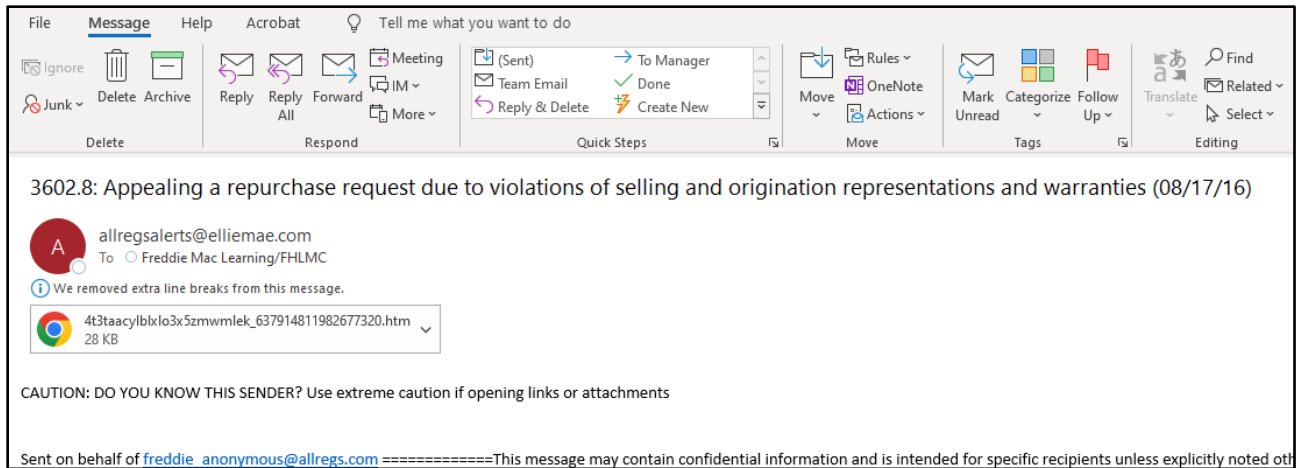 File Message Help Acrobat Tell me what you want to do
Ignore
Junk
Delete
Archive
Delete
Reply
Reply All
Forward
Meeting
IM
More
Respond
(Sent)
To Manager
Team Email
Done
Reply & Delete
Create New
Quick Steps
Move
Rules
OneNote
Actions
Move
Mark Unread
Categorize
Follow Up
Tags
Translate
Find
Related
Select
Editing
3602.8: Appealing a repurchase request due to violations of selling and origination representations and warranties (08/17/16)
A
allregsalerts@elliemae.com
To Freddie Mac Learning/FHLMC
We removed extra line breaks from this message.
4t3taacylblxlo3x5zmwmlek_637914811982677320.htm
28 KB
CAUTION: DO YOU KNOW THIS SENDER? Use extreme caution if opening links or attachments
Sent on behalf of freddie_anonymous@allregs.com =============This message may contain confidential information and is intended for specific recipients unless explicitly noted oth